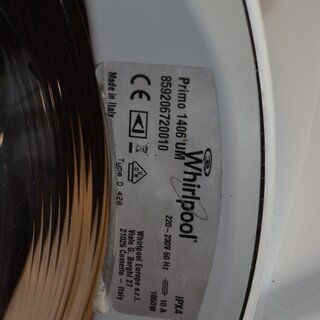 Whirlpool
Primo 1406 UM
859206720010
220-230V 50 Hz
IPX4
10 A
1850W
Made in
Italy
CE
Type D 420
Whirlpool Europe s.r.l.
Viale G. Borghi 27
21025 Comerio - Italy